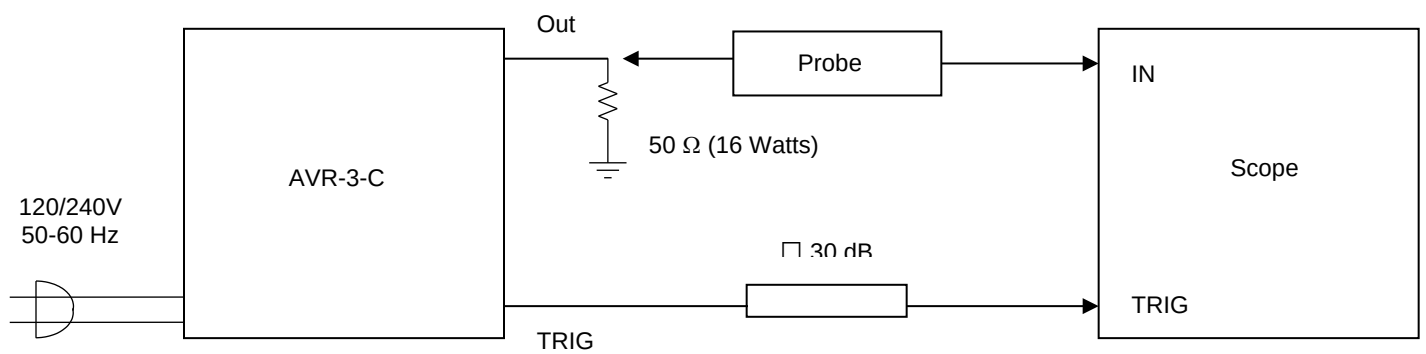 Out
Probe
IN
50 Ω (16 Watts)
AVR-3-C
Scope
120/240V
50-60 Hz
□ 30 dB
TRIG
TRIG